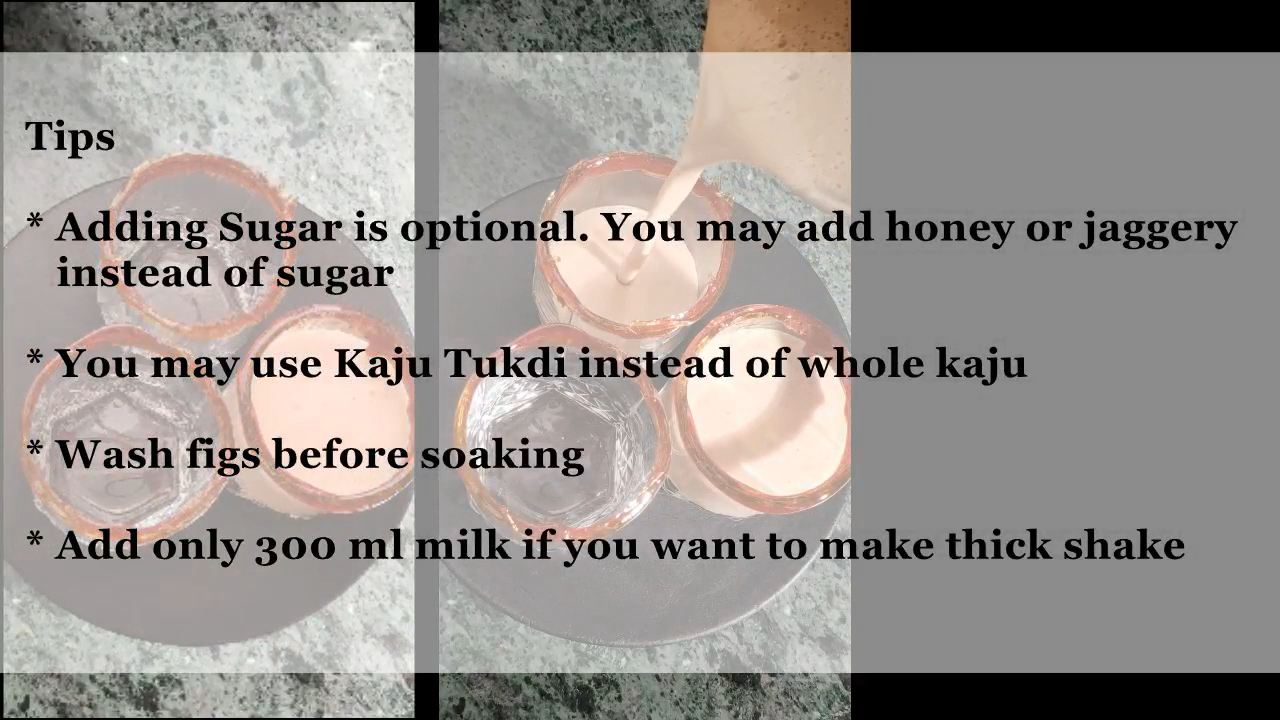 Tips
* Adding Sugar is optional. You may add honey or jaggery
instead of sugar
* You may use Kaju Tukdi instead of whole kaju
* Wash figs before soaking
* Add only 300 ml milk if you want to make thick shake